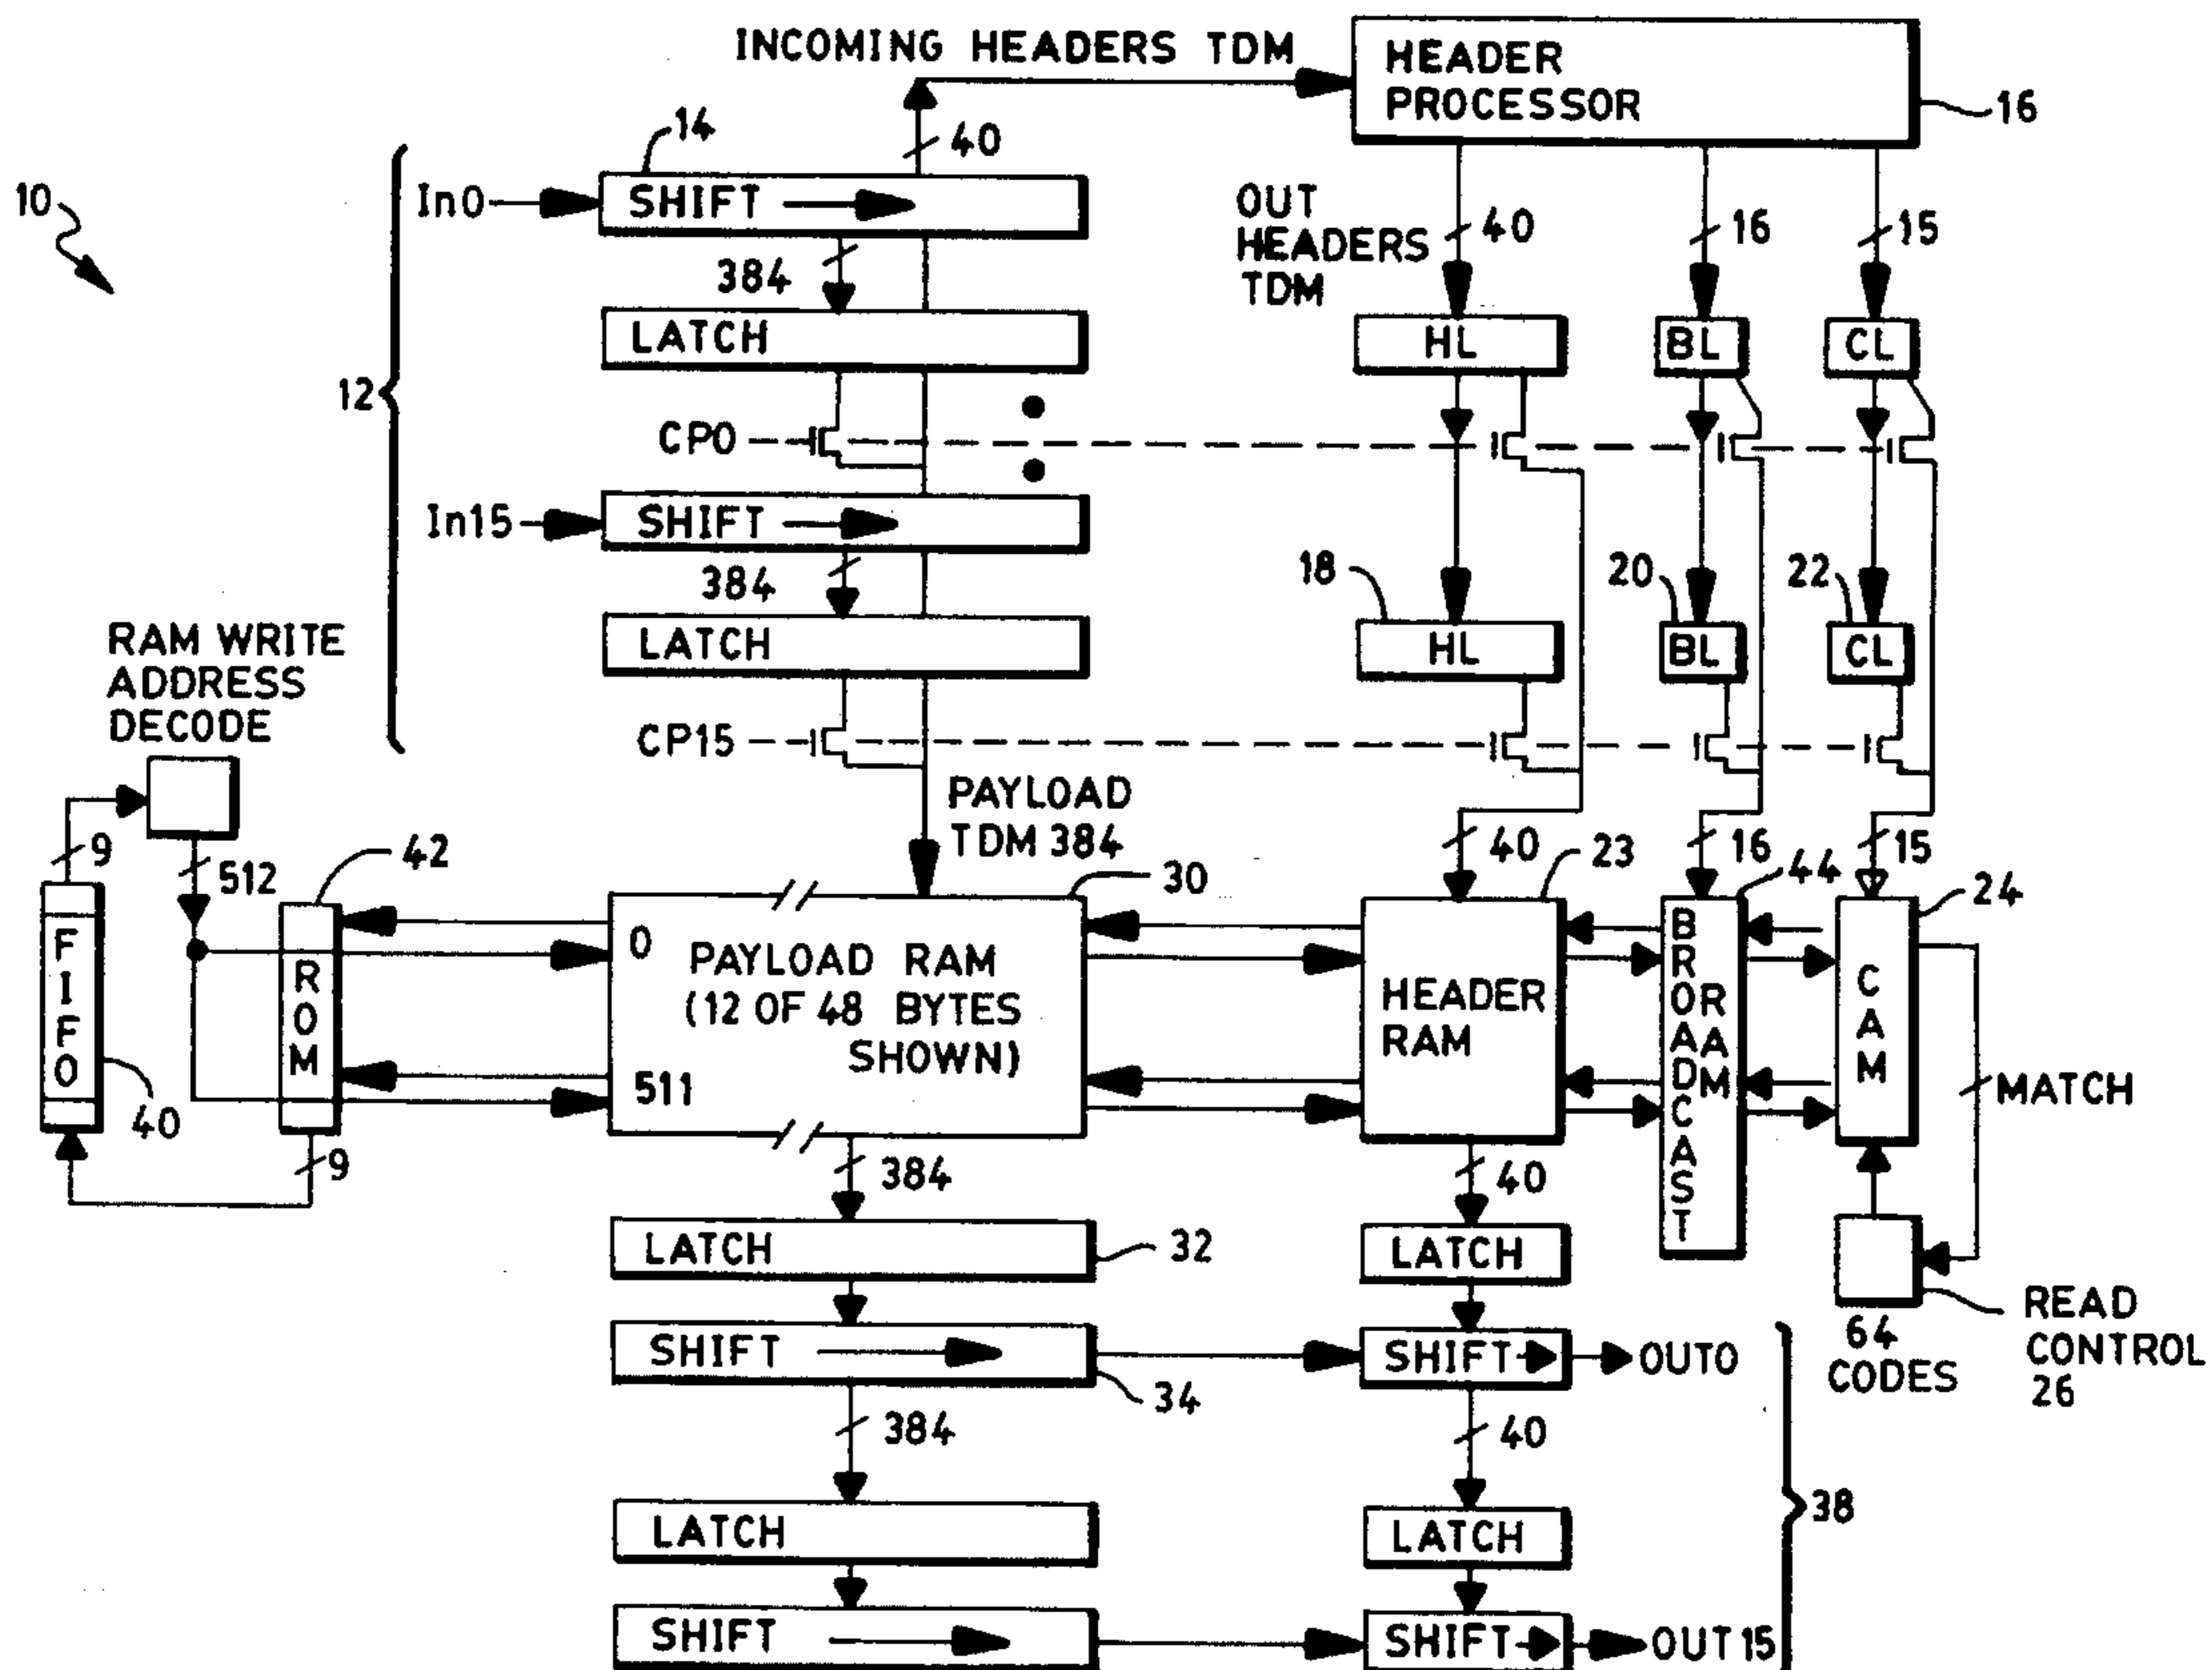 INCOMING HEADERS TDM
HEADER
PROCESSOR
16
10
12
14
40
In0
SHIFT
384
LATCH
CP0
In15
SHIFT
384
LATCH
CP15
OUT
HEADERS
TDM
40
16
15
HL
BL
CL
18
20
22
HL
BL
CL
RAM WRITE
ADDRESS
DECODE
PAYLOAD
TDM 384
9
512
42
30
40
23
16
44
15
24
FIFO
40
ROM
9
0
PAYLOAD RAM
(12 OF 48 BYTES
SHOWN)
511
HEADER
RAM
BROADCAST
RAM
CAM
MATCH
384
40
LATCH
32
LATCH
64
CODES
READ
CONTROL
26
SHIFT
34
SHIFT
OUT0
384
40
38
LATCH
LATCH
SHIFT
SHIFT
OUT 15